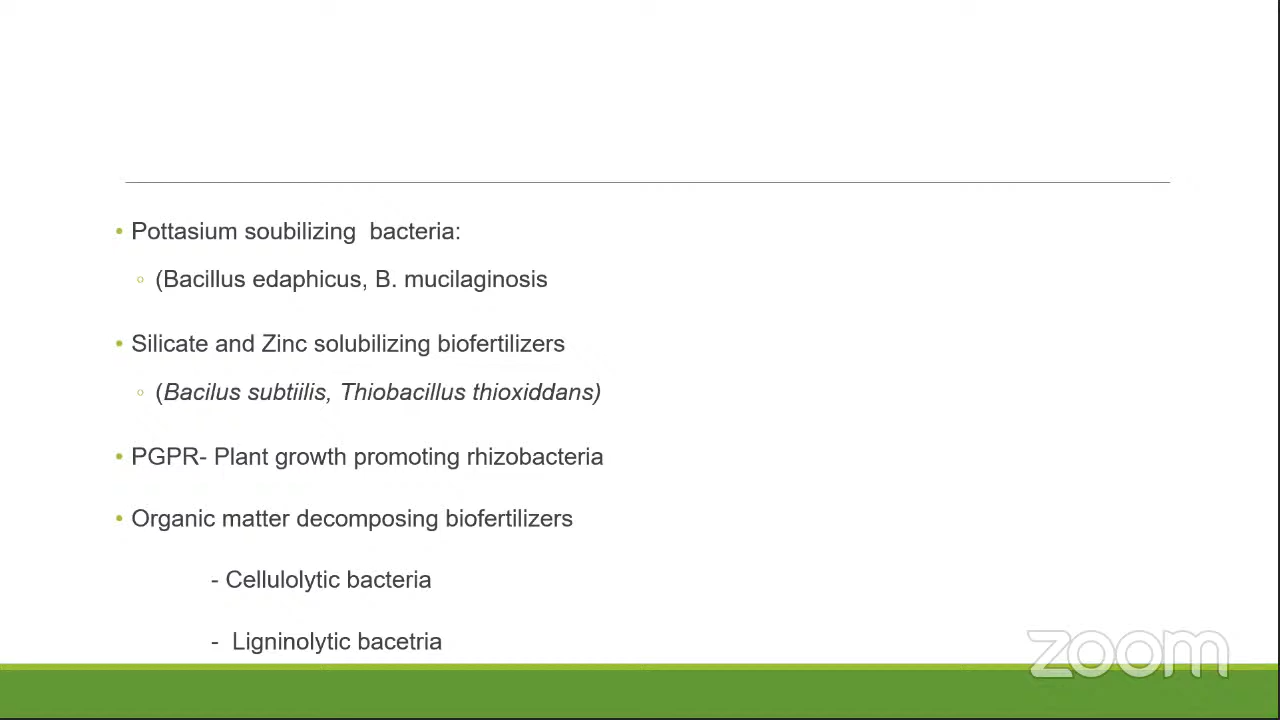 • Pottasium soubilizing bacteria:
◦ (Bacillus edaphicus, B. mucilaginosis
• Silicate and Zinc solubilizing biofertilizers
◦ (Bacilus subtiilis, Thiobacillus thioxiddans)
• PGPR- Plant growth promoting rhizobacteria
• Organic matter decomposing biofertilizers
- Cellulolytic bacteria
- Ligninolytic bacetria
zoom